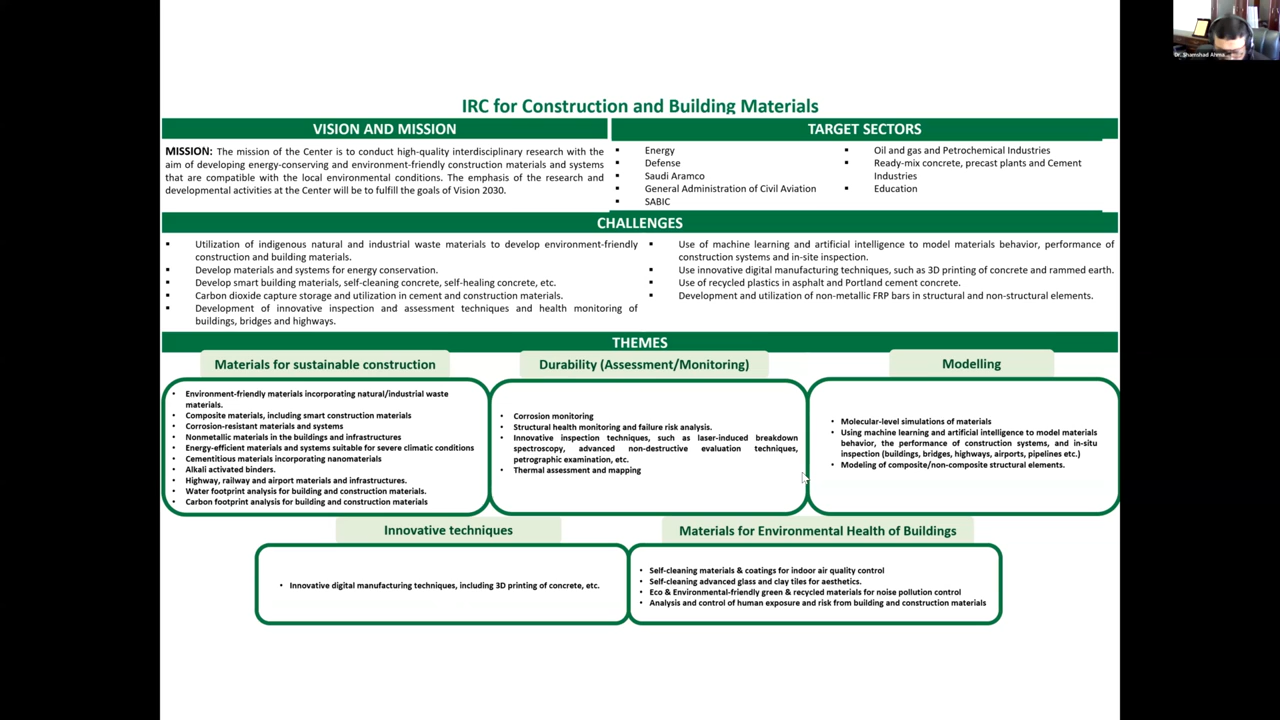 IRC for Construction and Building Materials
VISION AND MISSION
MISSION: The mission of the Center is to conduct high-quality interdisciplinary research with the
aim of developing energy-conserving and environment-friendly construction materials and systems
that are compatible with the local environmental conditions. The emphasis of the research and
developmental activities at the Center will be to fulfill the goals of Vision 2030.
TARGET SECTORS
▪ Energy
▪ Defense
▪ Saudi Aramco
▪ General Administration of Civil Aviation
▪ SABIC
▪ Oil and gas and Petrochemical Industries
▪ Ready-mix concrete, precast plants and Cement
Industries
▪ Education
CHALLENGES
▪ Utilization of indigenous natural and industrial waste materials to develop environment-friendly
construction and building materials.
▪ Develop materials and systems for energy conservation.
▪ Develop smart building materials, self-cleaning concrete, self-healing concrete, etc.
▪ Carbon dioxide capture storage and utilization in cement and construction materials.
▪ Development of innovative inspection and assessment techniques and health monitoring of
buildings, bridges and highways.
▪ Use of machine learning and artificial intelligence to model materials behavior, performance of
construction systems and in-site inspection.
▪ Use innovative digital manufacturing techniques, such as 3D printing of concrete and rammed earth.
▪ Use of recycled plastics in asphalt and Portland cement concrete.
▪ Development and utilization of non-metallic FRP bars in structural and non-structural elements.
THEMES
Materials for sustainable construction
• Environment-friendly materials incorporating natural/industrial waste
materials.
• Composite materials, including smart construction materials
• Corrosion-resistant materials and systems
• Nonmetallic materials in the buildings and infrastructures
• Energy-efficient materials and systems suitable for severe climatic conditions
• Cementitious materials incorporating nanomaterials
• Alkali activated binders.
• Highway, railway and airport materials and infrastructures.
• Water footprint analysis for building and construction materials.
• Carbon footprint analysis for building and construction materials
Durability (Assessment/Monitoring)
• Corrosion monitoring
• Structural health monitoring and failure risk analysis.
• Innovative inspection techniques, such as laser-induced breakdown
spectroscopy, advanced non-destructive evaluation techniques,
petrographic examination, etc.
• Thermal assessment and mapping
Modelling
• Molecular-level simulations of materials
• Using machine learning and artificial intelligence to model materials
behavior, the performance of construction systems, and in-situ
inspection (buildings, bridges, highways, airports, pipelines etc.)
• Modeling of composite/non-composite structural elements.
Innovative techniques
• Innovative digital manufacturing techniques, including 3D printing of concrete, etc.
Materials for Environmental Health of Buildings
• Self-cleaning materials & coatings for indoor air quality control
• Self-cleaning advanced glass and clay tiles for aesthetics.
• Eco & Environmental-friendly green & recycled materials for noise pollution control
• Analysis and control of human exposure and risk from building and construction materials
Dr. Shamshad